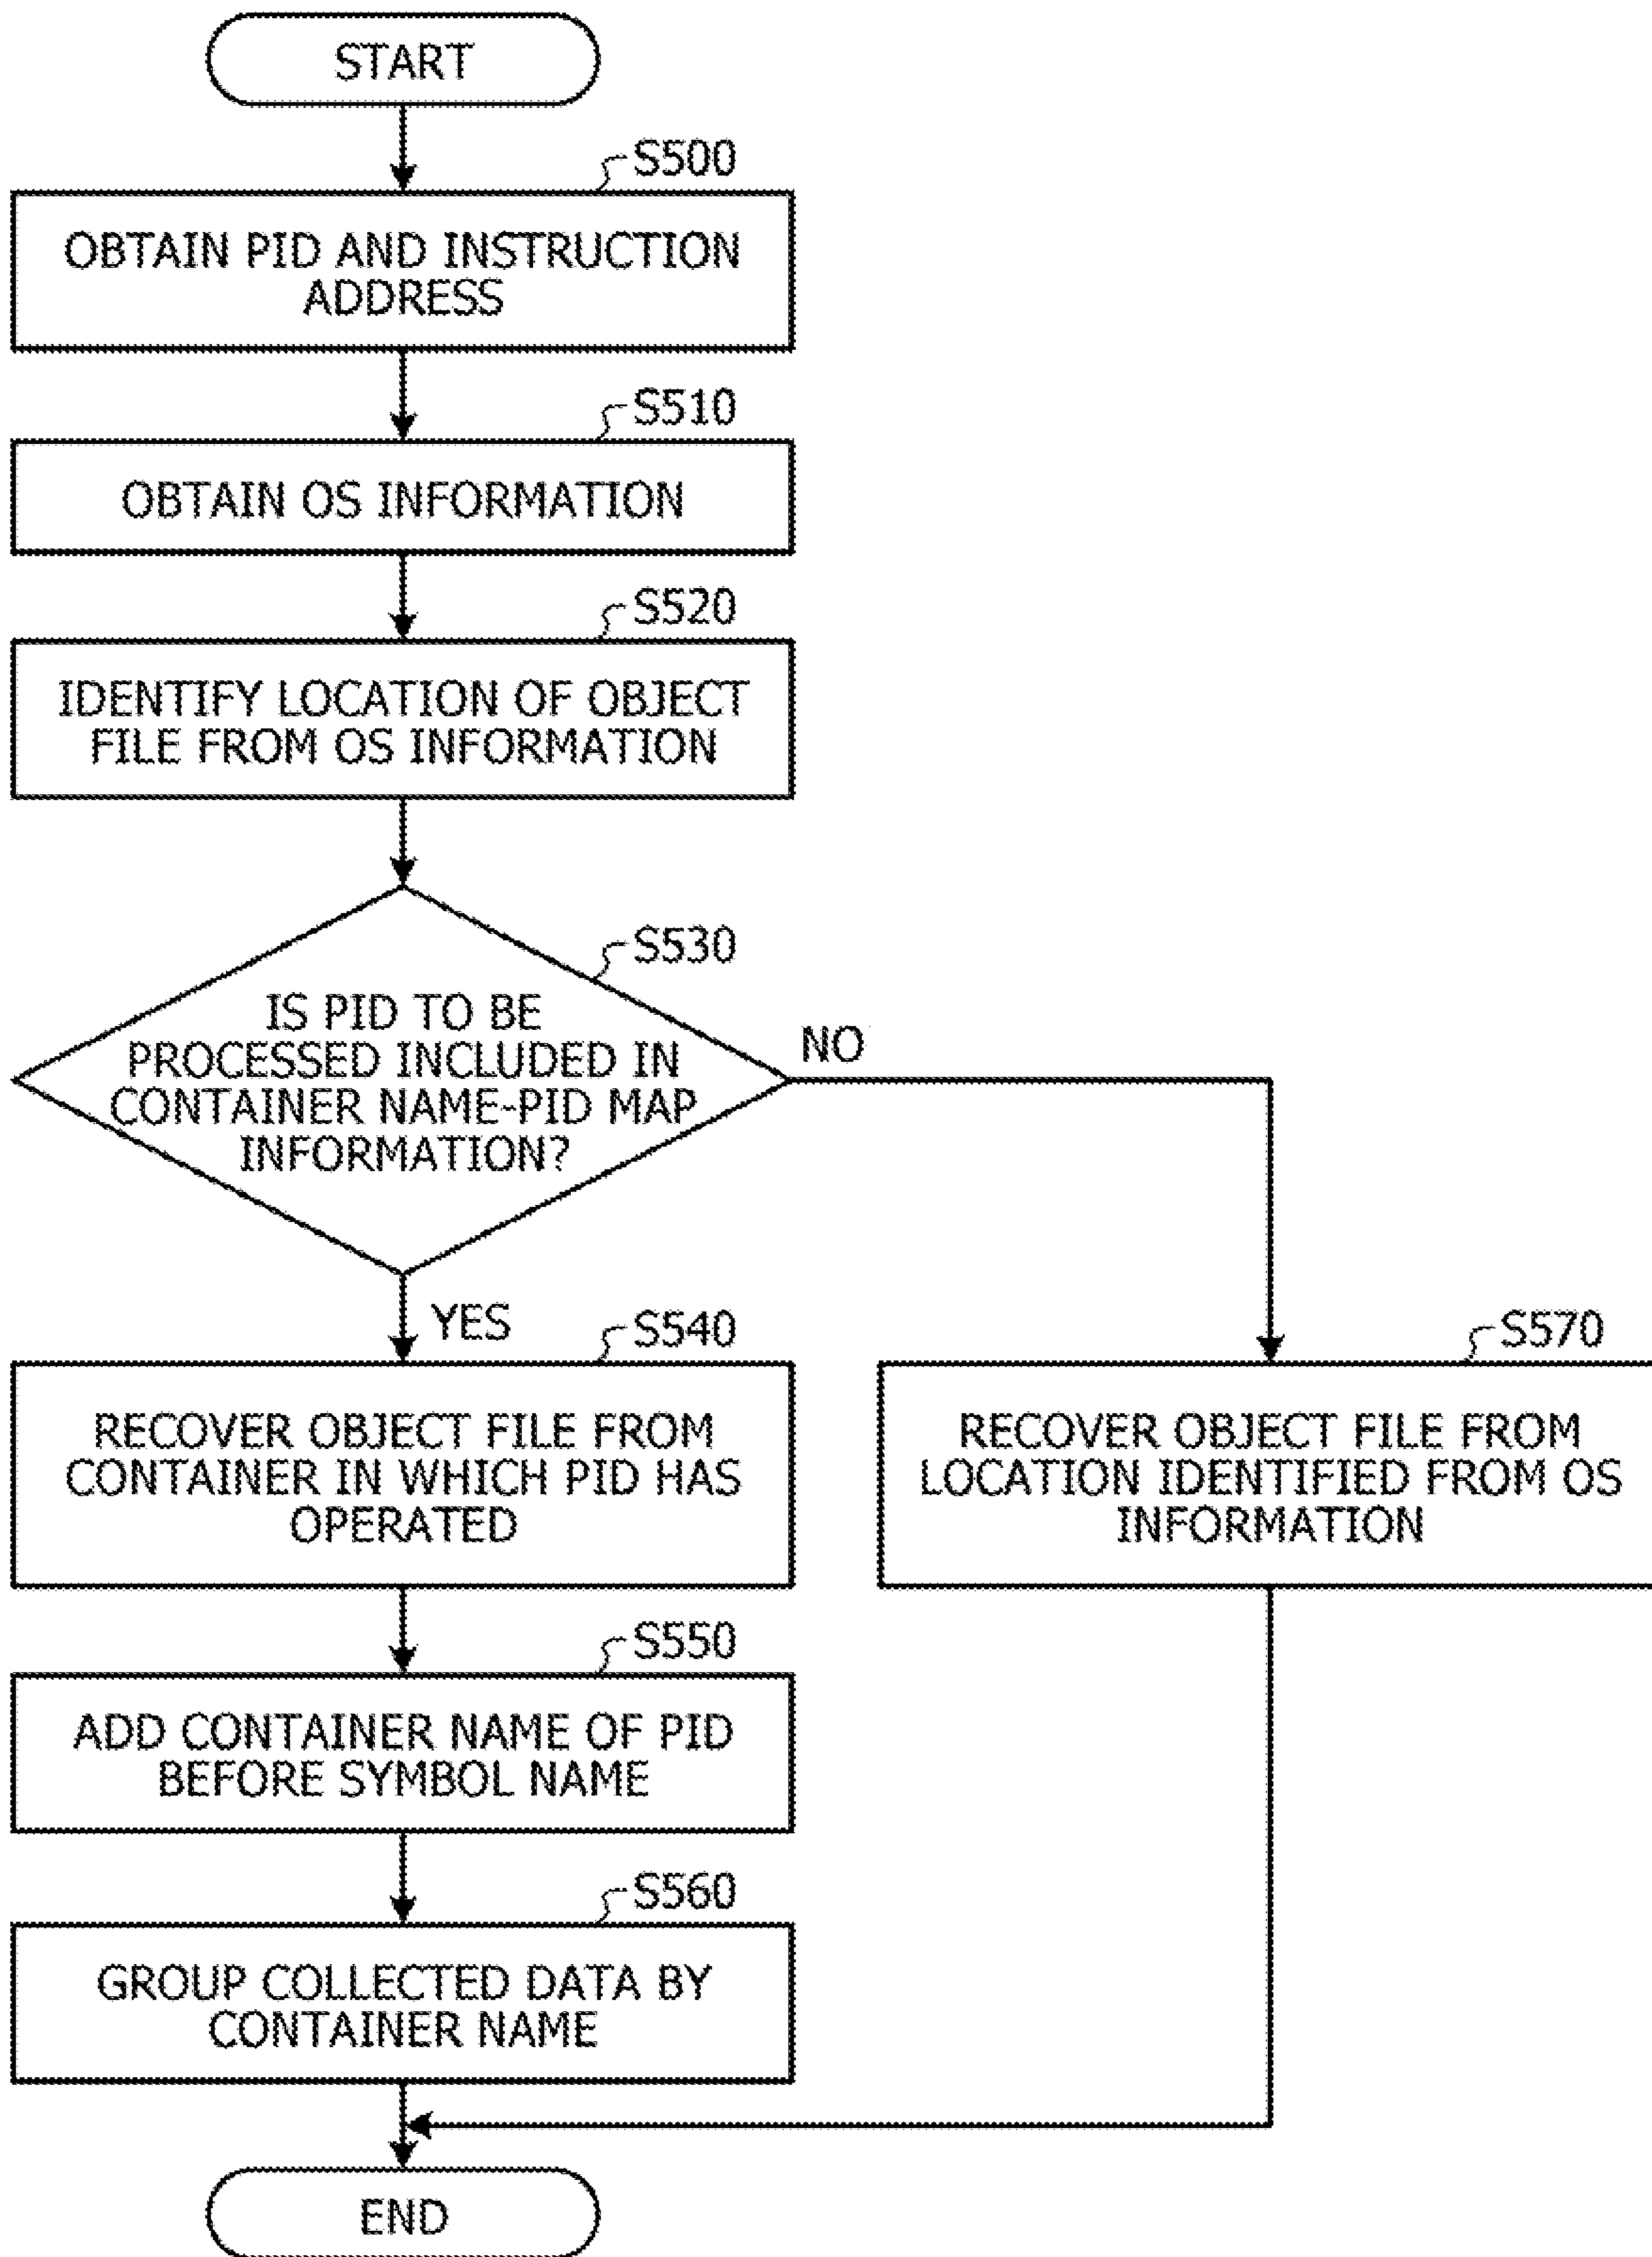 START
S500
OBTAIN PID AND INSTRUCTION
ADDRESS
S510
OBTAIN OS INFORMATION
S520
IDENTIFY LOCATION OF OBJECT
FILE FROM OS INFORMATION
S530
IS PID TO BE
PROCESSED INCLUDED IN
CONTAINER NAME-PID MAP
INFORMATION?
NO
YES
S540
RECOVER OBJECT FILE FROM
CONTAINER IN WHICH PID HAS
OPERATED
S570
RECOVER OBJECT FILE FROM
LOCATION IDENTIFIED FROM OS
INFORMATION
S550
ADD CONTAINER NAME OF PID
BEFORE SYMBOL NAME
S560
GROUP COLLECTED DATA BY
CONTAINER NAME
END